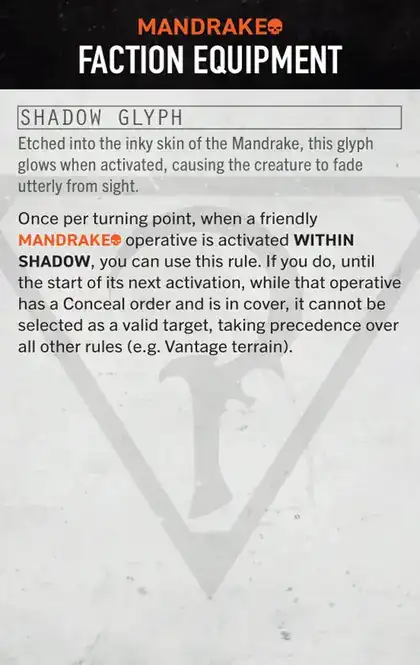 MANDRAKE
FACTION EQUIPMENT
SHADOW GLYPH
Etched into the inky skin of the Mandrake, this glyph
glows when activated, causing the creature to fade
utterly from sight.
Once per turning point, when a friendly
MANDRAKE operative is activated WITHIN
SHADOW, you can use this rule. If you do, until
the start of its next activation, while that operative
has a Conceal order and is in cover, it cannot be
selected as a valid target, taking precedence over
all other rules (e.g. Vantage terrain).